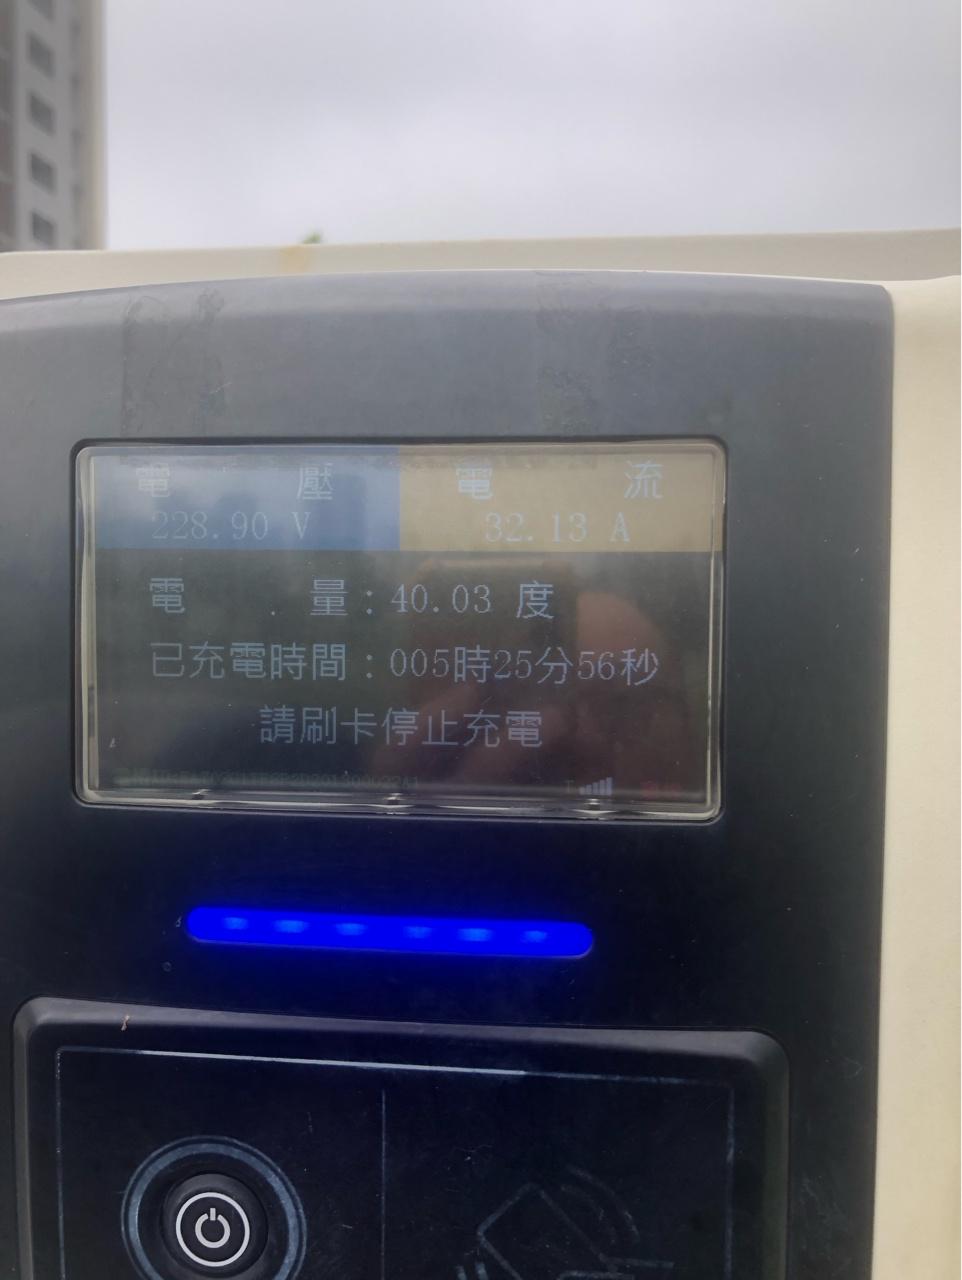 電壓 電流
228.90 V 32.13 A
電量：40.03 度
已充電時間：005時25分56秒
請刷卡停止充電